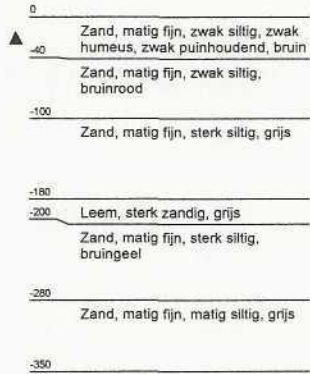 0
Zand, matig fijn, zwak siltig, zwak
humeus, zwak puinhoudend, bruin
-40
Zand, matig fijn, zwak siltig,
bruinrood
-100
Zand, matig fijn, sterk siltig, grijs
-180
-200
Leem, sterk zandig, grijs
Zand, matig fijn, sterk siltig,
bruingeel
-280
Zand, matig fijn, matig siltig, grijs
-350